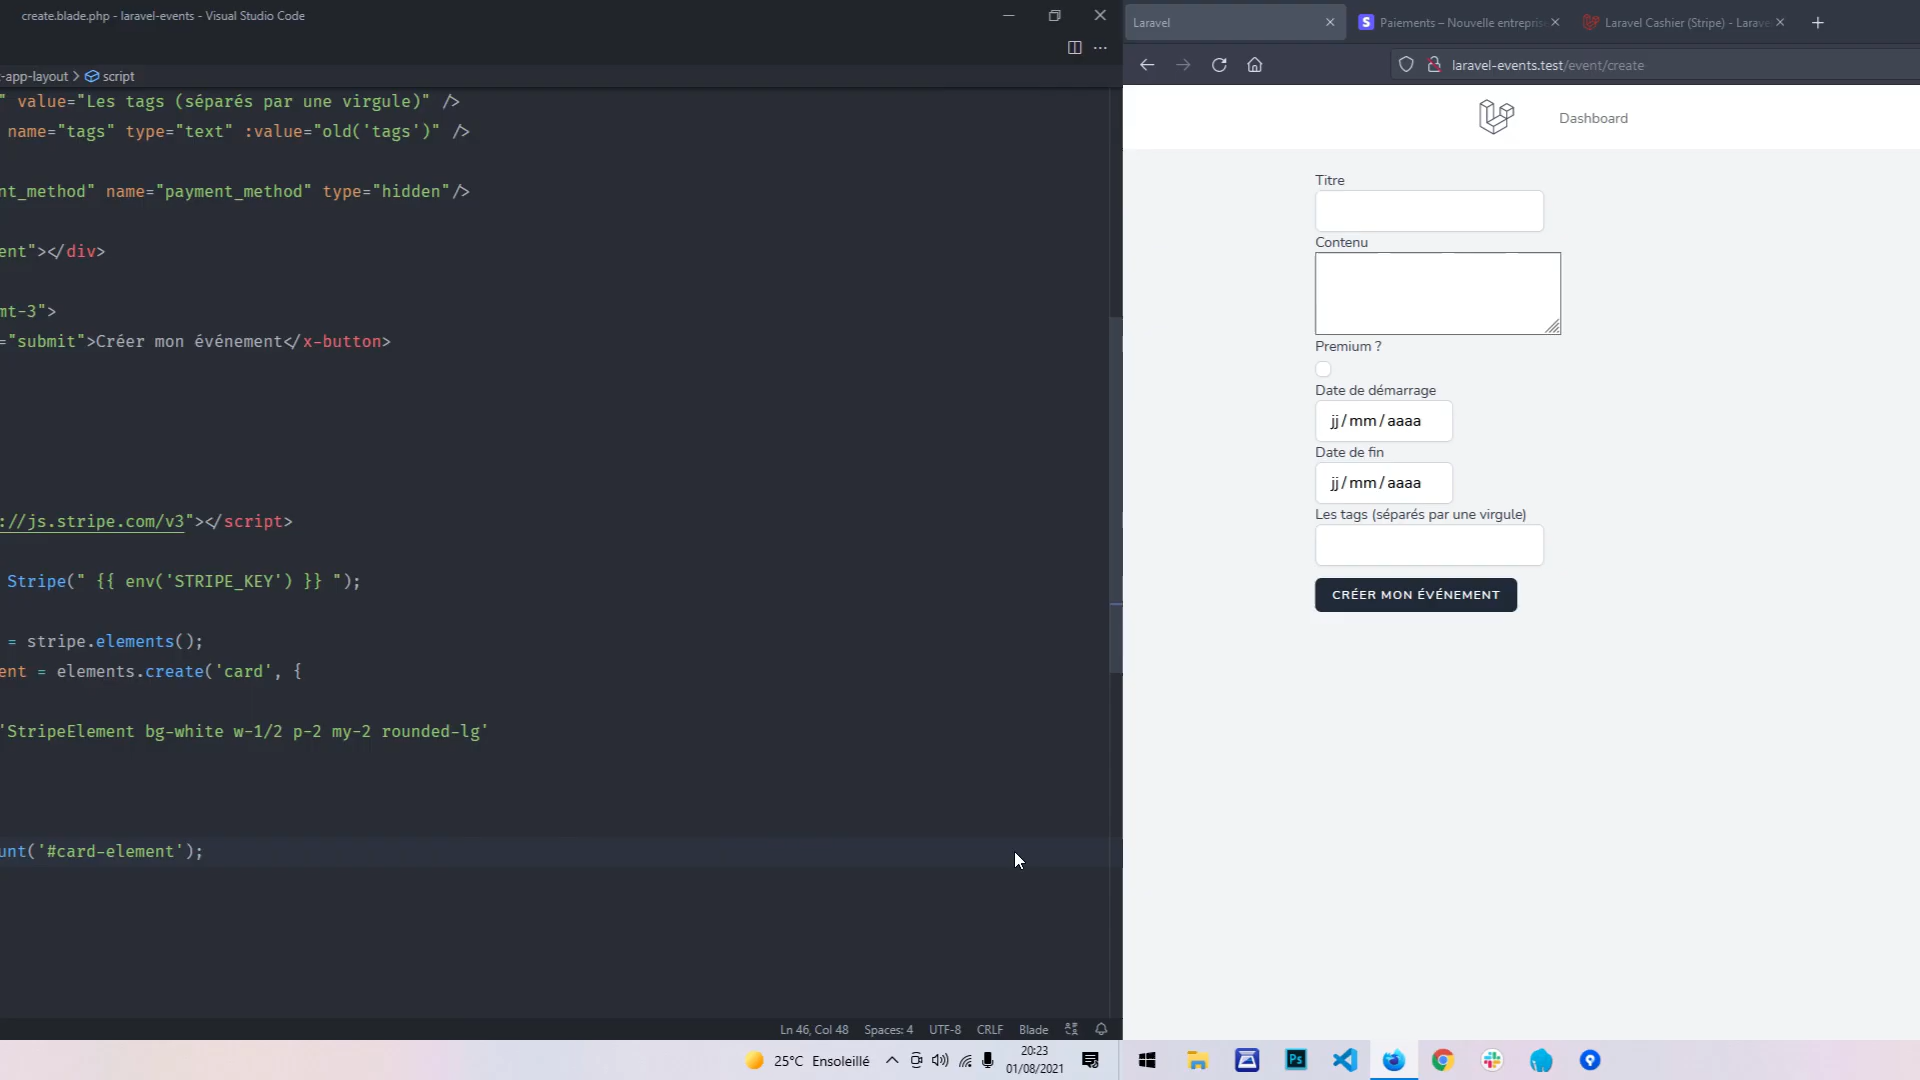 create.blade.php - laravel-events - Visual Studio Code
-app-layout > script
" value="Les tags (séparés par une virgule)" />
name="tags" type="text" :value="old('tags')" />
nt_method" name="payment_method" type="hidden"/>
ent"></div>
mt-3">
="submit">Créer mon événement</x-button>
://js.stripe.com/v3"></script>
Stripe(" {{ env('STRIPE_KEY') }} ");
= stripe.elements();
ent = elements.create('card', {
'StripeElement bg-white w-1/2 p-2 my-2 rounded-lg'
unt('#card-element');
Ln 46, Col 48 Spaces: 4 UTF-8 CRLF Blade
25°C Ensoleillé
20:23
01/08/2021
Laravel
Paiements – Nouvelle entrepris
Laravel Cashier (Stripe) - Larave
laravel-events.test/event/create
Dashboard
Titre
Contenu
Premium ?
Date de démarrage
jj/mm/aaaa
Date de fin
jj/mm/aaaa
Les tags (séparés par une virgule)
CRÉER MON ÉVÉNEMENT
S
Ps